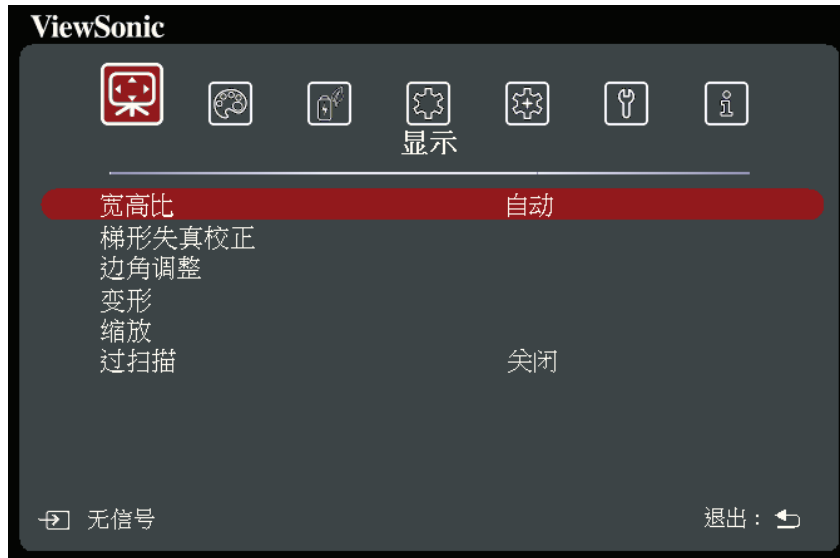 ViewSonic
显示
宽高比 自动
梯形失真校正
边角调整
变形
缩放
过扫描 关闭
无信号 退出：